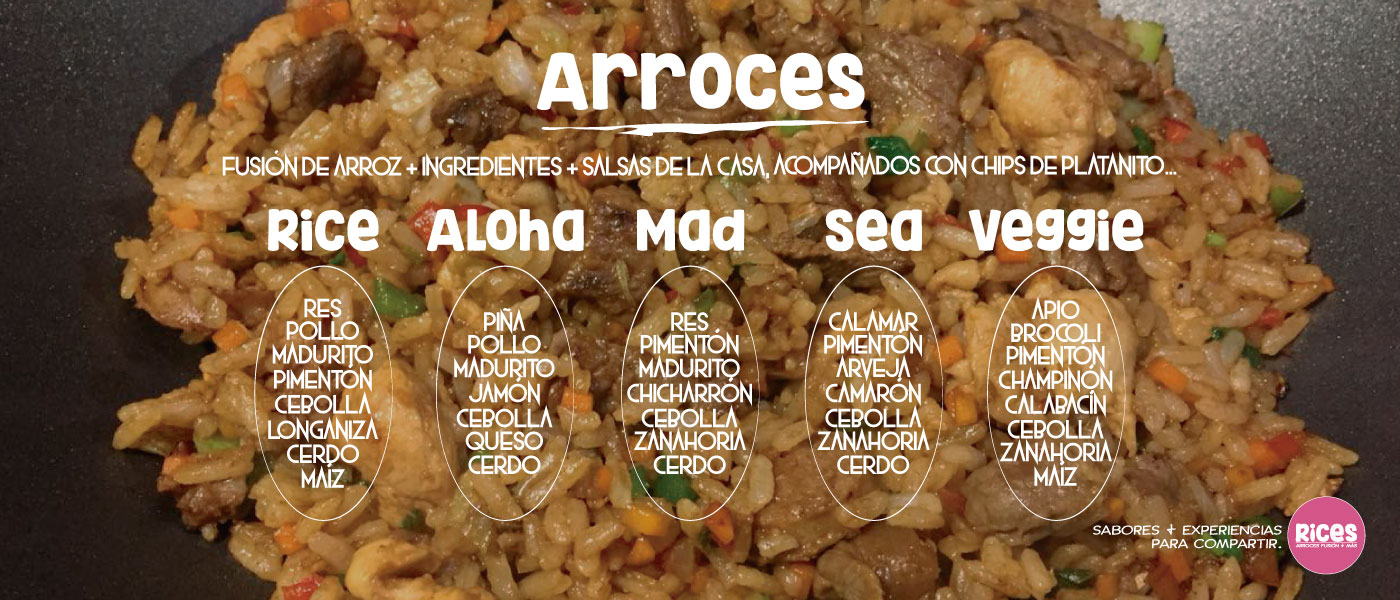 Arroces
FUSIÓN DE ARROZ + INGREDIENTES + SALSAS DE LA CASA, ACOMPAÑADOS CON CHIPS DE PLATANITO...
Rice
RES
POLLO
MADURITO
PIMENTÓN
CEBOLLA
LONGANIZA
CERDO
MAÍZ
Aloha
PIÑA
POLLO
MADURITO
JAMÓN
CEBOLLA
QUESO
CERDO
Mad
RES
PIMENTÓN
MADURITO
CHICHARRÓN
CEBOLLA
ZANAHORIA
CERDO
Sea
CALAMAR
PIMENTÓN
ARVEJA
CAMARÓN
CEBOLLA
ZANAHORIA
CERDO
Veggie
APIO
BROCOLI
PIMENTÓN
CHAMPIÑÓN
CALABACÍN
CEBOLLA
ZANAHORIA
MAÍZ
SABORES + EXPERIENCIAS
PARA COMPARTIR.
Rices
ARROCES FUSIÓN + MÁS